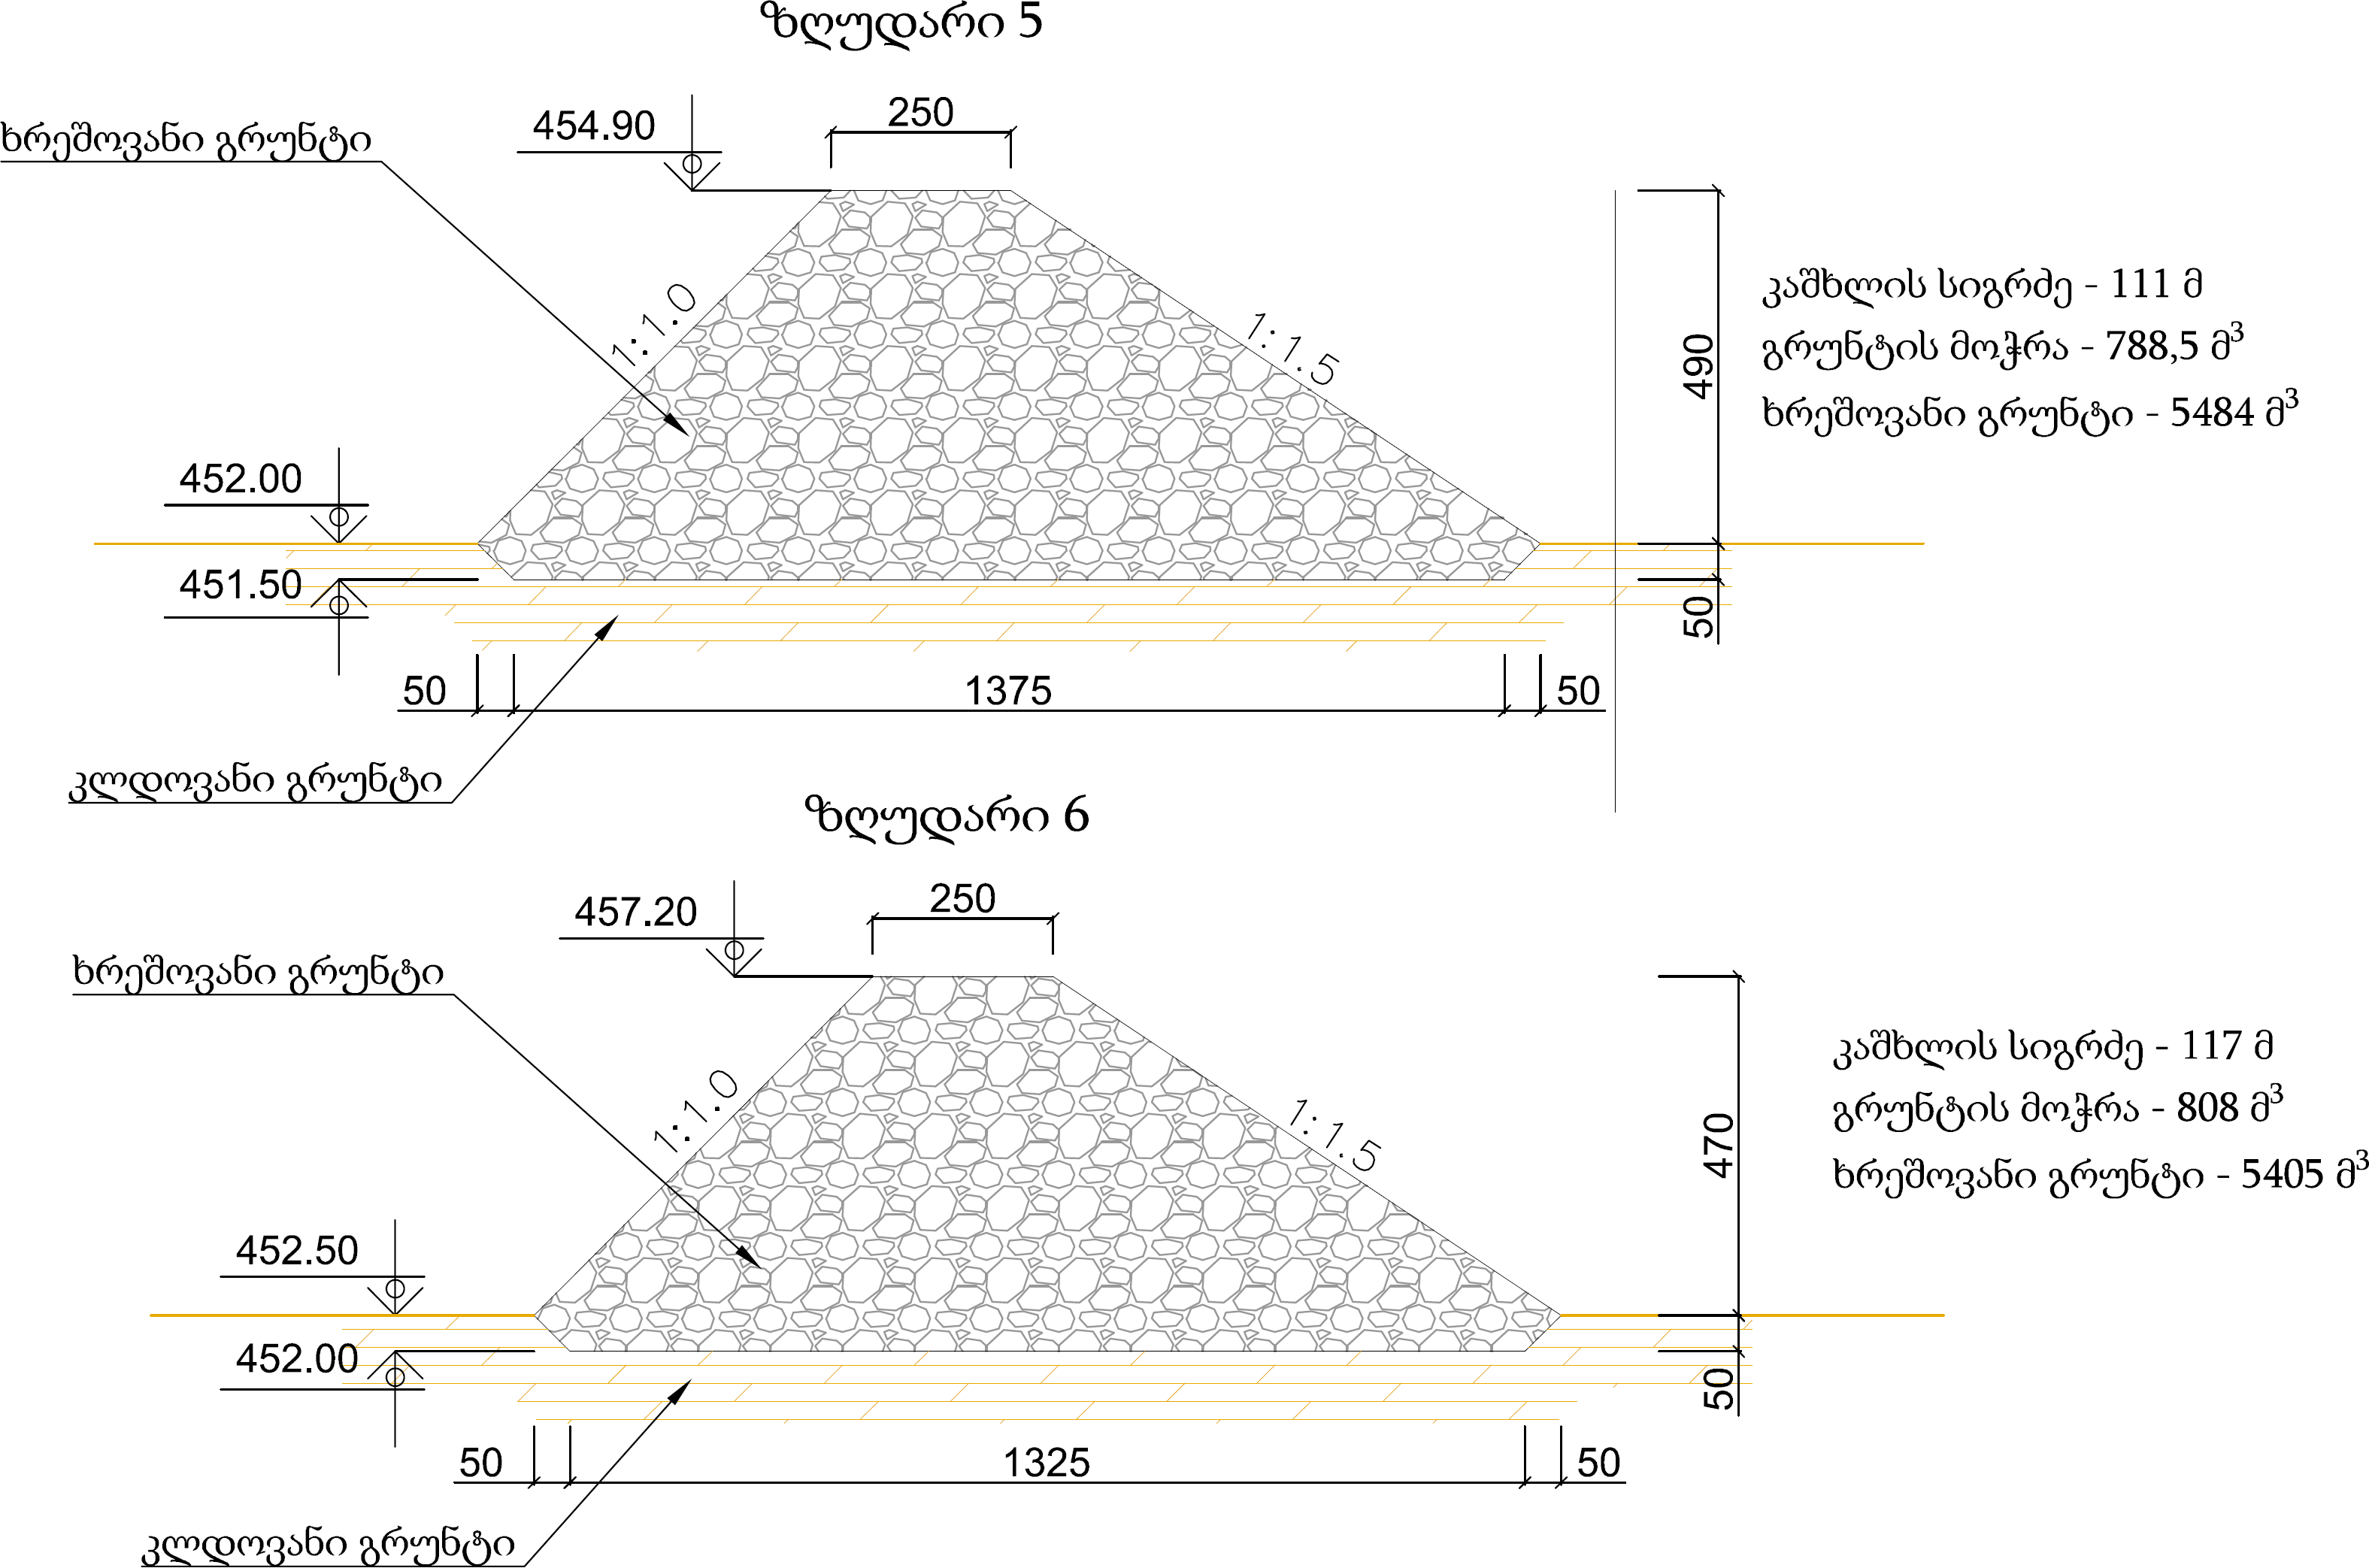 ზღუდარი 5
250
454.90
ხრეშოვანი გრუნტი
1:1.0
1:1.5
კაშხლის სიგრძე - 111 მ
გრუნტის მოჭრა - 788,5 მ³
ხრეშოვანი გრუნტი - 5484 მ³
490
452.00
451.50
50
50
1375
50
კლდოვანი გრუნტი
ზღუდარი 6
250
457.20
ხრეშოვანი გრუნტი
1:1.0
1:1.5
კაშხლის სიგრძე - 117 მ
გრუნტის მოჭრა - 808 მ³
ხრეშოვანი გრუნტი - 5405 მ³
470
452.50
452.00
50
50
1325
50
კლდოვანი გრუნტი